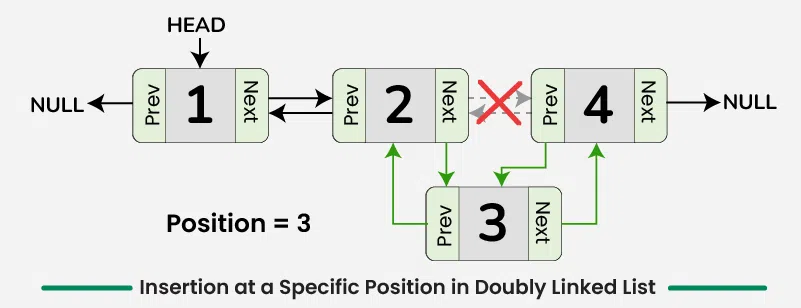 HEAD
NULL
Prev
1
Next
Prev
2
Next
Prev
4
Next
NULL
Prev
3
Next
Position = 3
Insertion at a Specific Position in Doubly Linked List